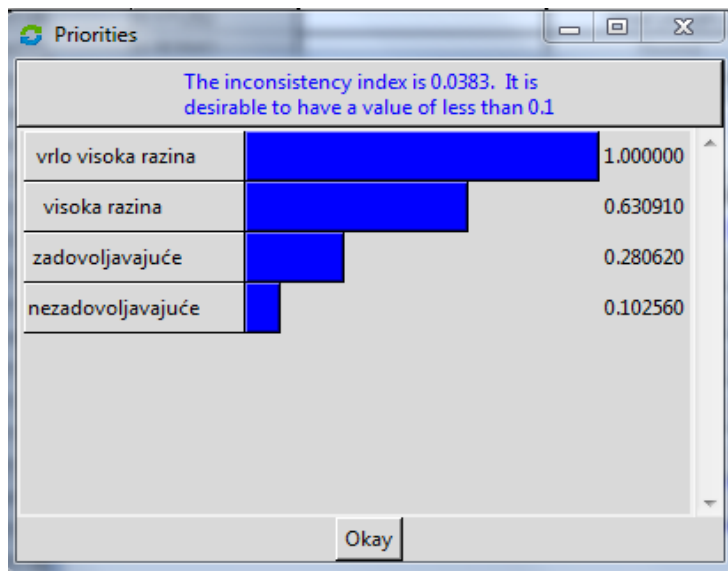 Priorities
The inconsistency index is 0.0383. It is
desirable to have a value of less than 0.1
vrlo visoka razina 1.000000
visoka razina 0.630910
zadovoljavajuće 0.280620
nezadovoljavajuće 0.102560
Okay